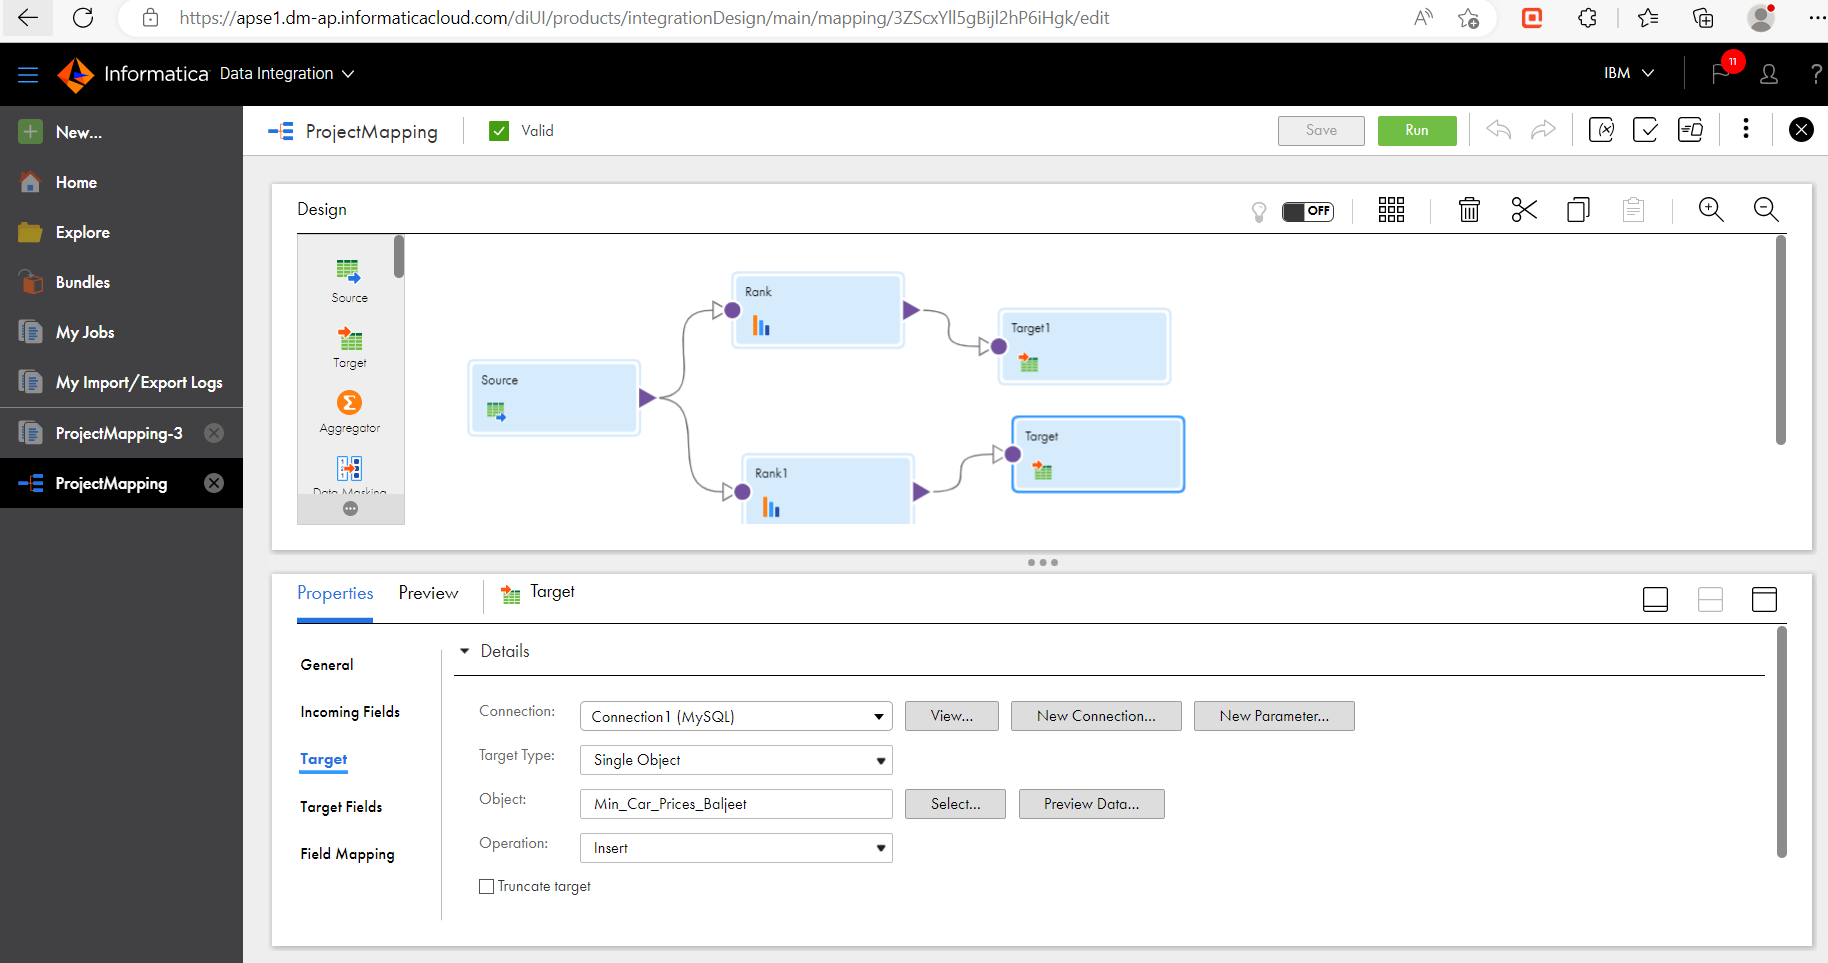 https://apse1.dm-ap.informaticacloud.com/diUI/products/integrationDesign/main/mapping/3ZScxYll5gBijl2hP6iHgk/edit
Informatica Data Integration
IBM
11
?
New...
Home
Explore
Bundles
My Jobs
My Import/Export Logs
ProjectMapping-3
ProjectMapping
ProjectMapping
Valid
Save
Run
Design
OFF
Source
Target
Aggregator
Data Masking
Source
Rank
Rank1
Target1
Target
Properties
Preview
Target
General
Incoming Fields
Target
Target Fields
Field Mapping
Details
Connection: Connection1 (MySQL) View... New Connection... New Parameter...
Target Type: Single Object
Object: Min_Car_Prices_Baljeet Select... Preview Data...
Operation: Insert
Truncate target